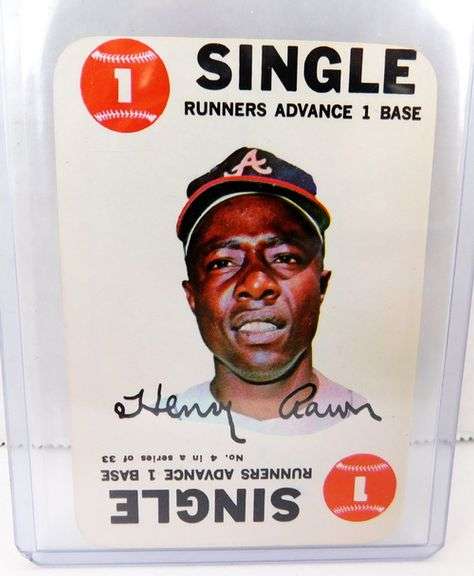 1
SINGLE
RUNNERS ADVANCE 1 BASE
A
Henry Aaron
No. 4 in a series of 33
RUNNERS ADVANCE 1 BASE
SINGLE
1